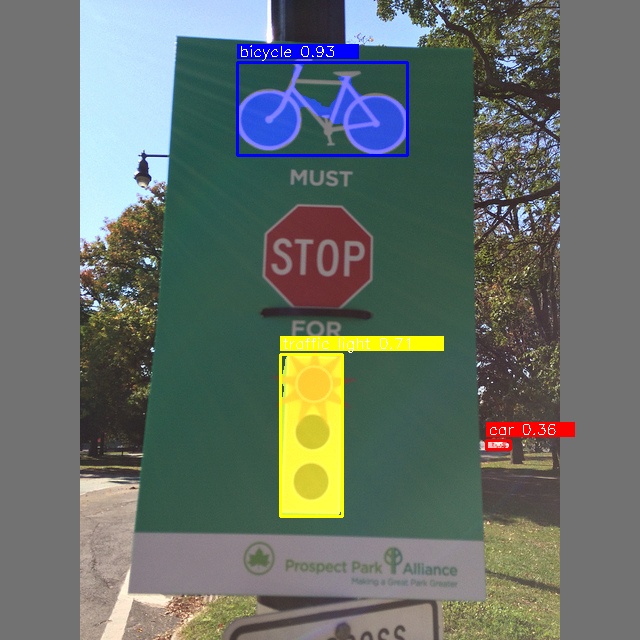 bicycle 0.93
MUST
STOP
FOR
traffic light 0.71
car 0.36
Prospect Park Alliance
Making a Great Park Greater